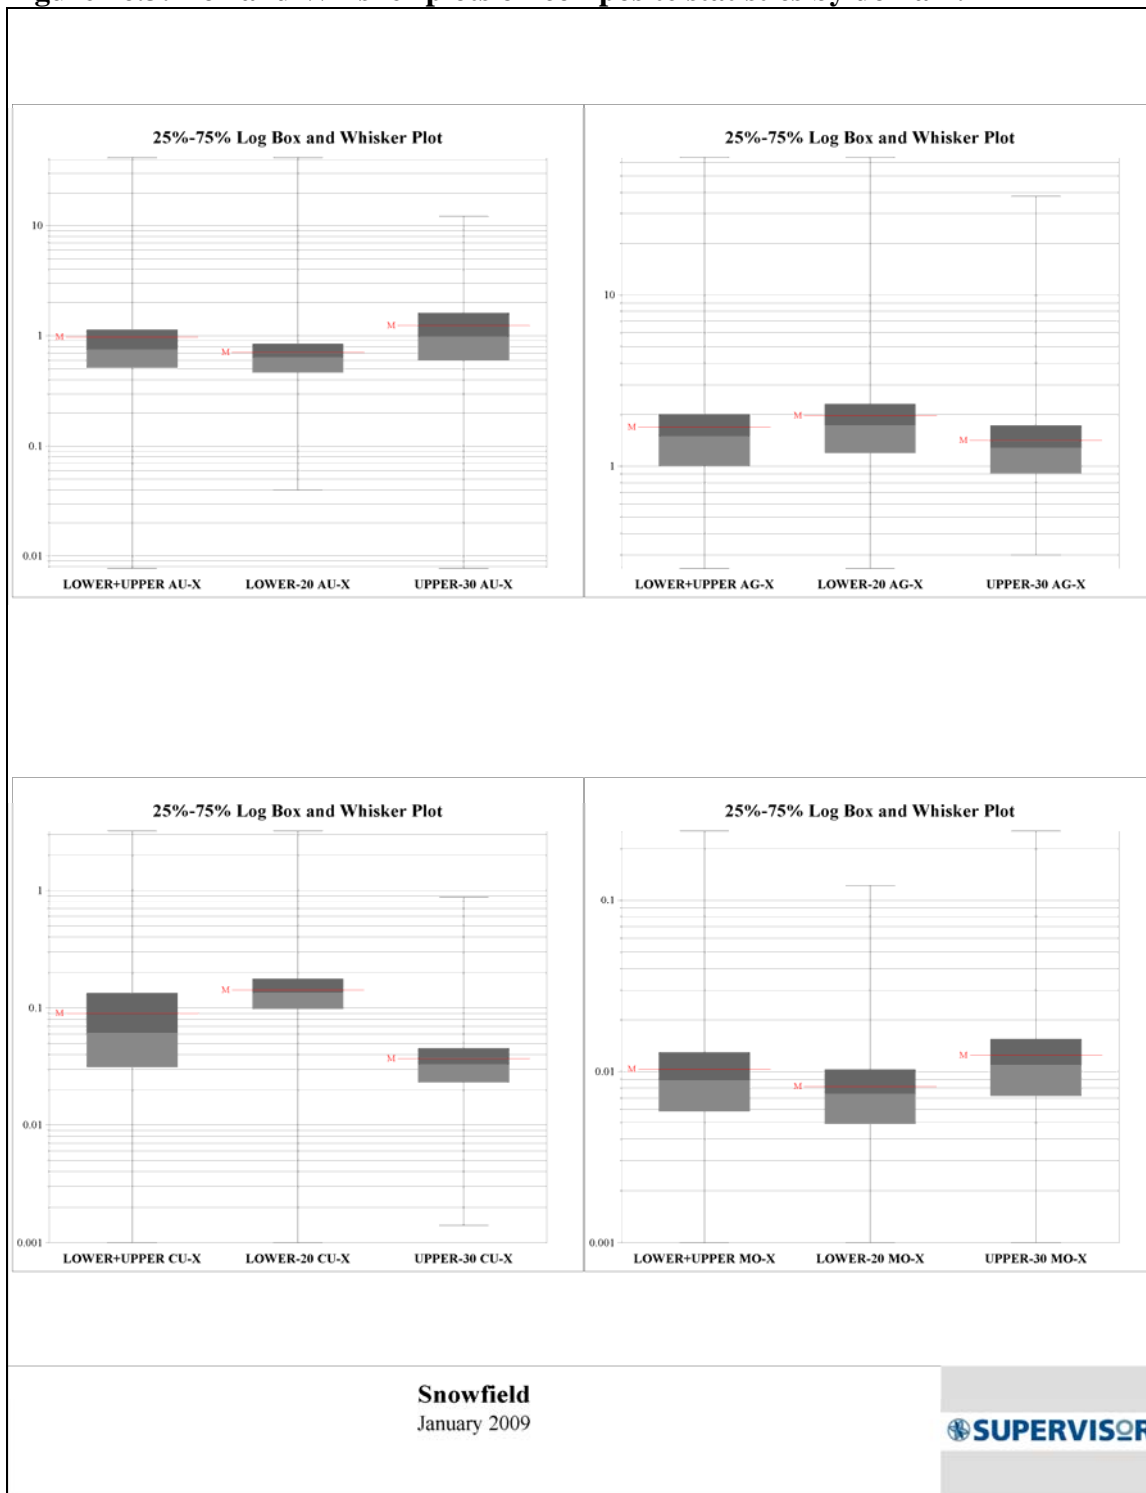 25%-75% Log Box and Whisker Plot
10
1
0.1
0.01
M
M
M
LOWER+UPPER AU-X LOWER-20 AU-X UPPER-30 AU-X
25%-75% Log Box and Whisker Plot
10
1
M
M
M
LOWER+UPPER AG-X LOWER-20 AG-X UPPER-30 AG-X
25%-75% Log Box and Whisker Plot
1
0.1
0.01
0.001
M
M
M
LOWER+UPPER CU-X LOWER-20 CU-X UPPER-30 CU-X
25%-75% Log Box and Whisker Plot
0.1
0.01
0.001
M
M
M
LOWER+UPPER MO-X LOWER-20 MO-X UPPER-30 MO-X
Snowfield
January 2009
SUPERVISOR